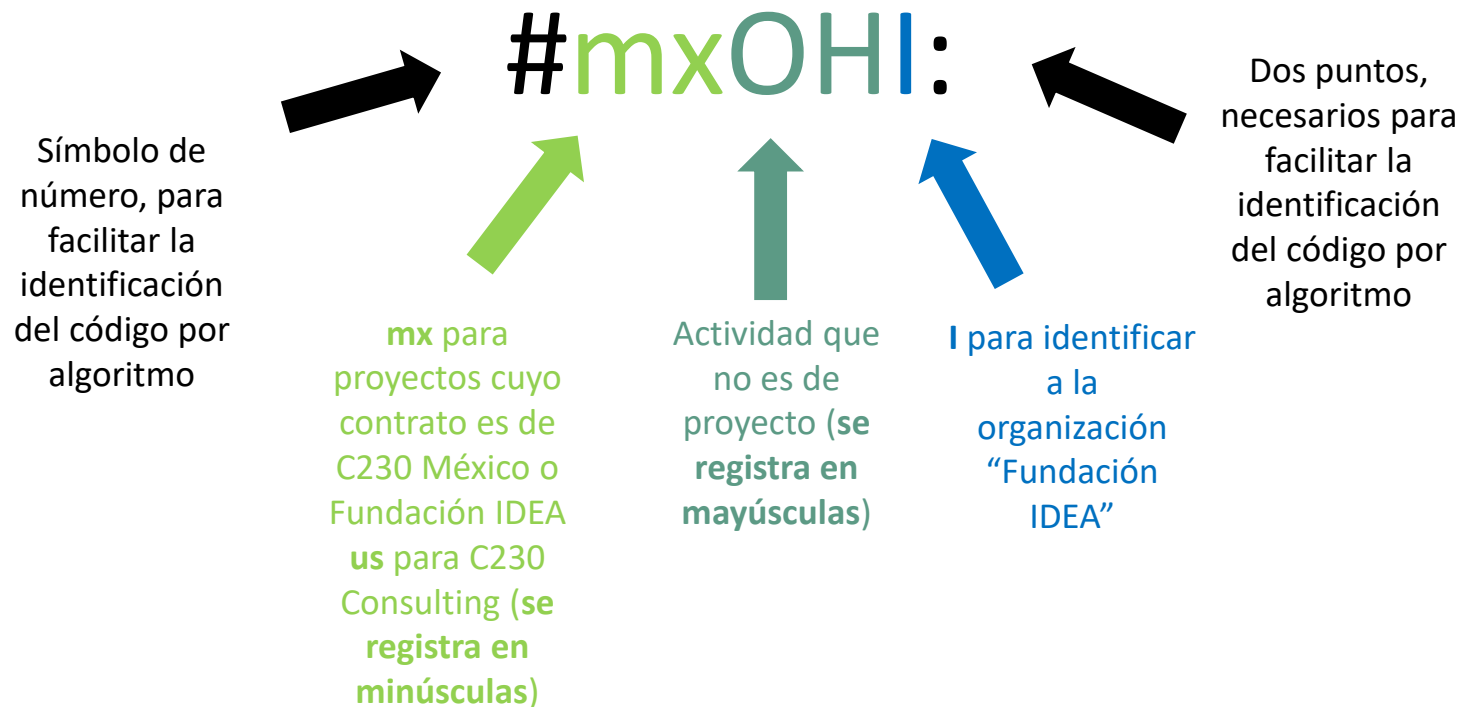 #mxOHI:
Símbolo de
número, para
facilitar la
identificación
del código por
algoritmo
mx para
proyectos cuyo
contrato es de
C230 México o
Fundación IDEA
us para C230
Consulting (se
registra en
minúsculas)
Actividad que
no es de
proyecto (se
registra en
mayúsculas)
I para identificar
a la
organización
“Fundación
IDEA”
Dos puntos,
necesarios para
facilitar la
identificación
del código por
algoritmo